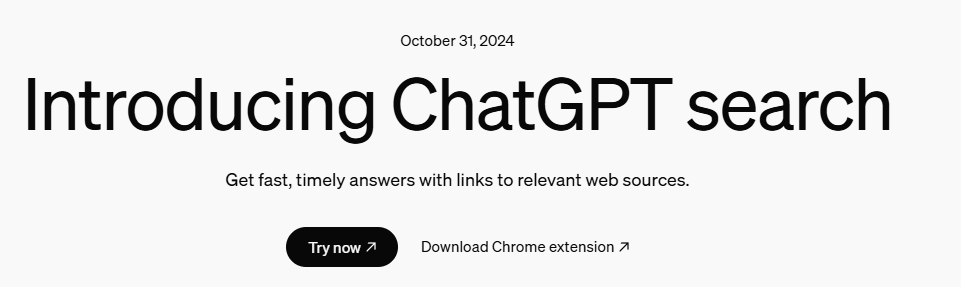 October 31, 2024
Introducing ChatGPT search
Get fast, timely answers with links to relevant web sources.
Try now ↗ Download Chrome extension ↗